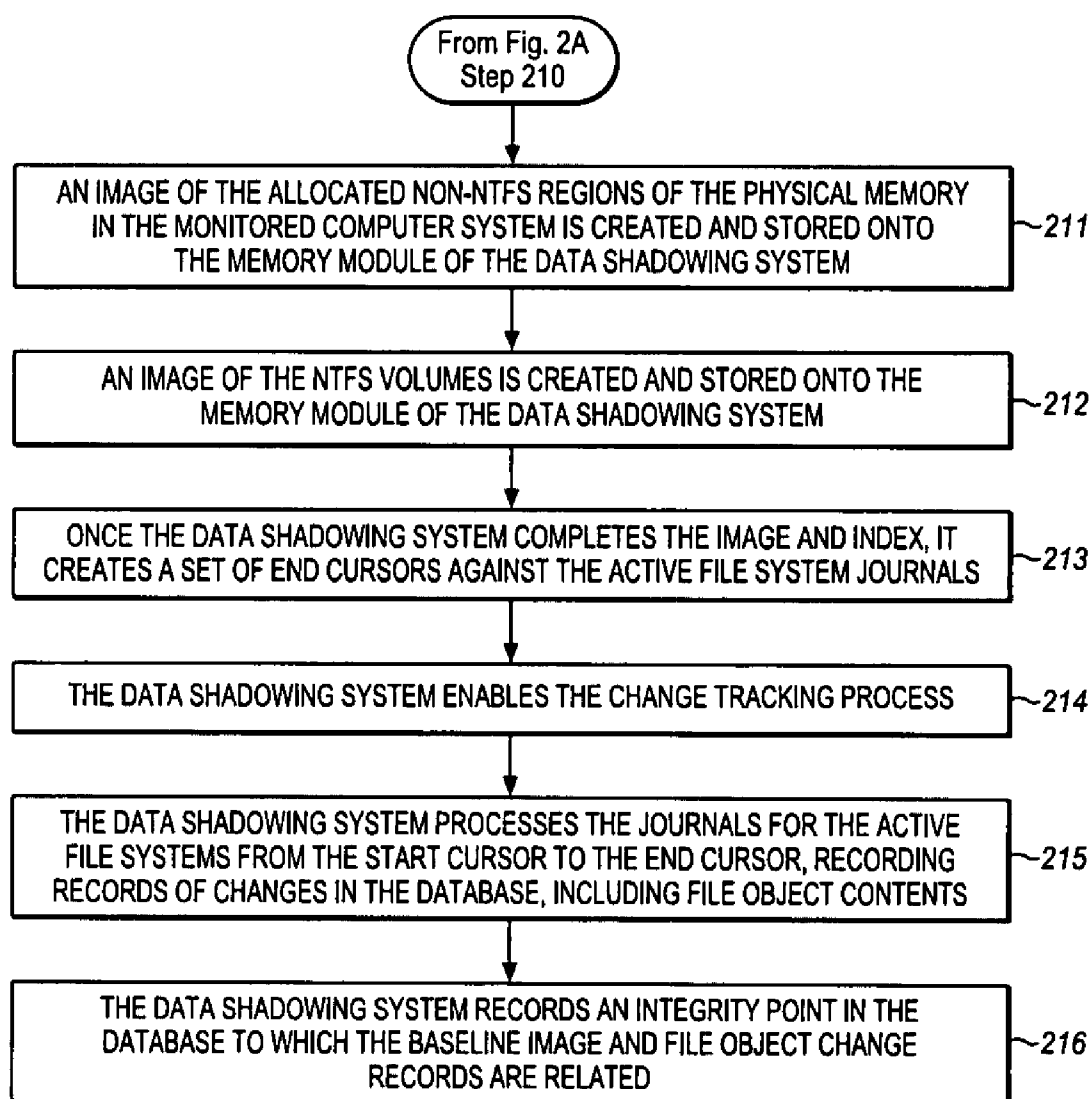 From Fig. 2A
Step 210
AN IMAGE OF THE ALLOCATED NON-NTFS REGIONS OF THE PHYSICAL MEMORY
IN THE MONITORED COMPUTER SYSTEM IS CREATED AND STORED ONTO
THE MEMORY MODULE OF THE DATA SHADOWING SYSTEM
~211
AN IMAGE OF THE NTFS VOLUMES IS CREATED AND STORED ONTO THE
MEMORY MODULE OF THE DATA SHADOWING SYSTEM
~212
ONCE THE DATA SHADOWING SYSTEM COMPLETES THE IMAGE AND INDEX, IT
CREATES A SET OF END CURSORS AGAINST THE ACTIVE FILE SYSTEM JOURNALS
~213
THE DATA SHADOWING SYSTEM ENABLES THE CHANGE TRACKING PROCESS
~214
THE DATA SHADOWING SYSTEM PROCESSES THE JOURNALS FOR THE ACTIVE
FILE SYSTEMS FROM THE START CURSOR TO THE END CURSOR, RECORDING
RECORDS OF CHANGES IN THE DATABASE, INCLUDING FILE OBJECT CONTENTS
~215
THE DATA SHADOWING SYSTEM RECORDS AN INTEGRITY POINT IN THE
DATABASE TO WHICH THE BASELINE IMAGE AND FILE OBJECT CHANGE
RECORDS ARE RELATED
~216